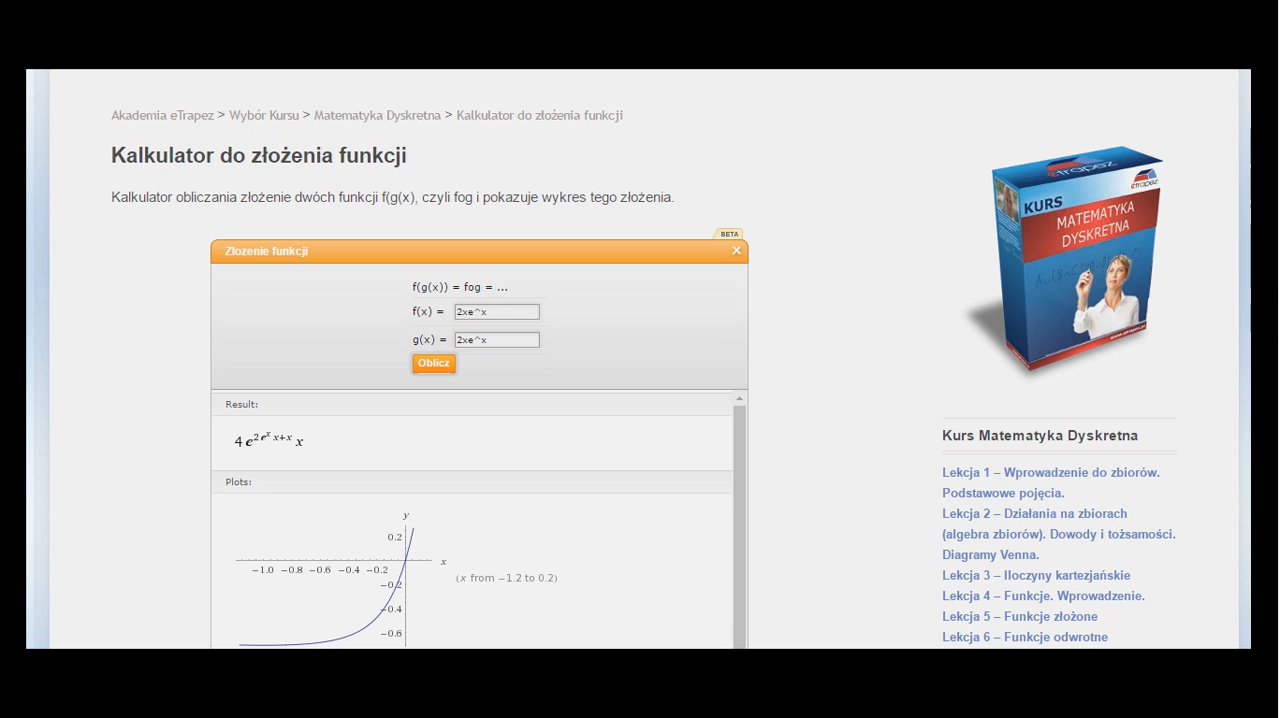 Akademia eTrapez > Wybór Kursu > Matematyka Dyskretna > Kalkulator do złożenia funkcji
Kalkulator do złożenia funkcji
Kalkulator obliczania złożenie dwóch funkcji f(g(x), czyli fog i pokazuje wykres tego złożenia.
BETA
Zlozenie funkcji
f(g(x)) = fog = ...
f(x) = 2xe^x
g(x) = 2xe^x
Oblicz
Result:
4 e^(2 e^x x+x) x
Plots:
y
0.2
x
−1.0 −0.8 −0.6 −0.4 −0.2
−0.2
(x from −1.2 to 0.2)
−0.4
−0.6
eTrapez
eTrapez
KURS
MATEMATYKA
DYSKRETNA
www.etrapez.pl
Kurs Matematyka Dyskretna
Lekcja 1 – Wprowadzenie do zbiorów.
Podstawowe pojęcia.
Lekcja 2 – Działania na zbiorach
(algebra zbiorów). Dowody i tożsamości.
Diagramy Venna.
Lekcja 3 – Iloczyny kartezjańskie
Lekcja 4 – Funkcje. Wprowadzenie.
Lekcja 5 – Funkcje złożone
Lekcja 6 – Funkcje odwrotne